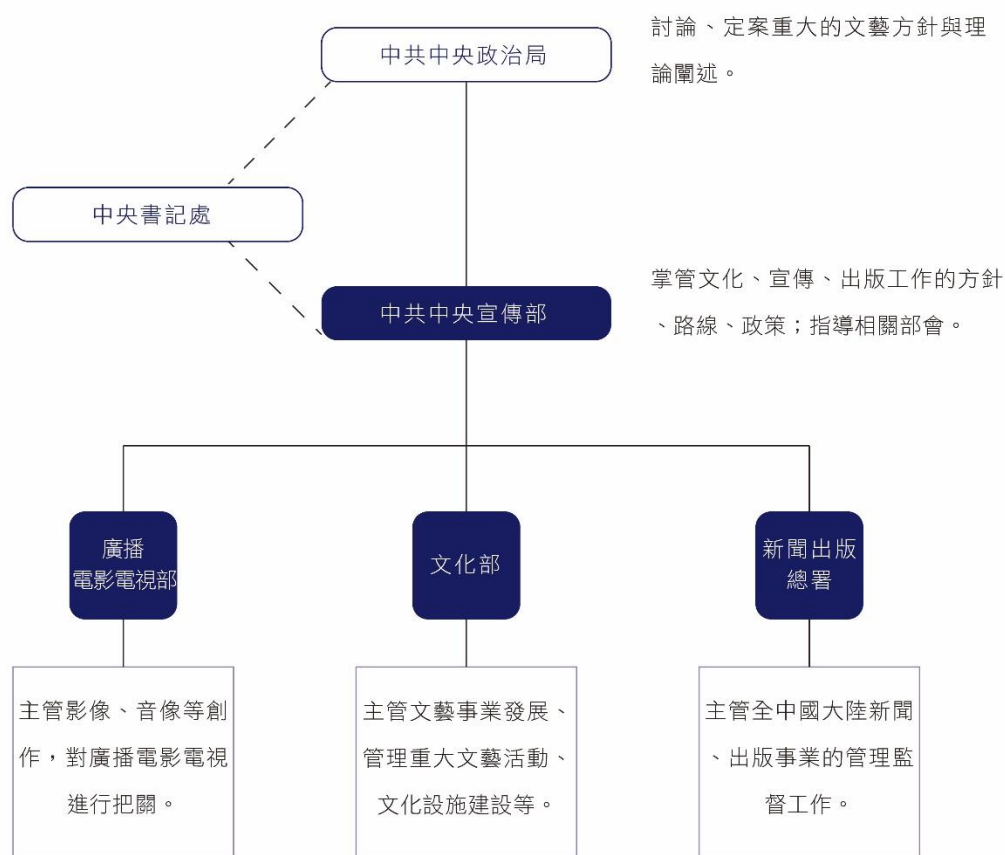 中共中央政治局
討論、定案重大的文藝方針與理
論闡述。
中央書記處
中共中央宣傳部
掌管文化、宣傳、出版工作的方針
、路線、政策；指導相關部會。
廣播
電影電視部
文化部
新聞出版
總署
主管影像、音像等創
作，對廣播電影電視
進行把關。
主管文藝事業發展、
管理重大文藝活動、
文化設施建設等。
主管全中國大陸新聞
、出版事業的管理監
督工作。